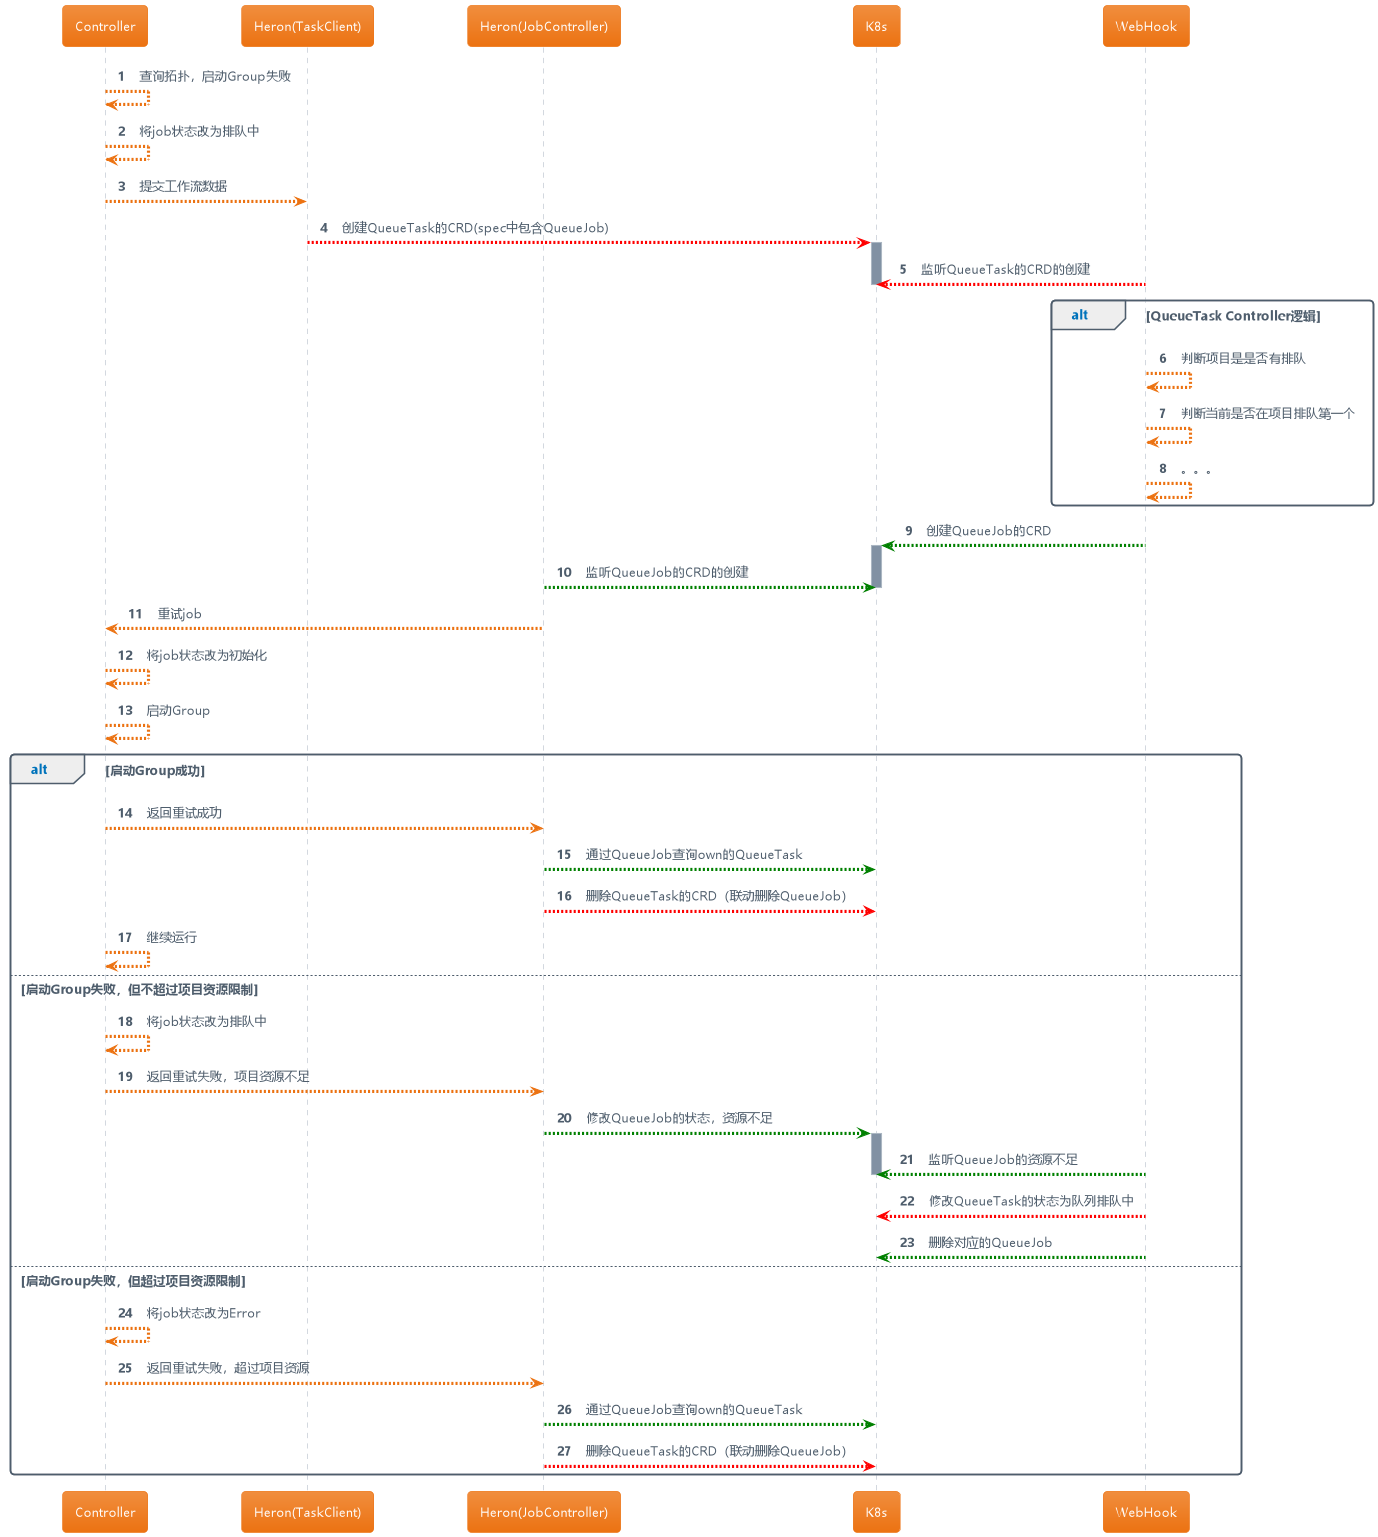 Controller
Heron(TaskClient)
Heron(JobController)
K8s
WebHook
1 查询拓扑，启动Group失败
2 将job状态改为排队中
3 提交工作流数据
4 创建QueueTask的CRD(spec中包含QueueJob)
5 监听QueueTask的CRD的创建
alt [QueueTask Controller逻辑]
6 判断项目是是否有排队
7 判断当前是否在项目排队第一个
8 。。。
9 创建QueueJob的CRD
10 监听QueueJob的CRD的创建
11 重试job
12 将job状态改为初始化
13 启动Group
alt [启动Group成功]
14 返回重试成功
15 通过QueueJob查询own的QueueTask
16 删除QueueTask的CRD（联动删除QueueJob）
17 继续运行
[启动Group失败，但不超过项目资源限制]
18 将job状态改为排队中
19 返回重试失败，项目资源不足
20 修改QueueJob的状态，资源不足
21 监听QueueJob的资源不足
22 修改QueueTask的状态为队列排队中
23 删除对应的QueueJob
[启动Group失败，但超过项目资源限制]
24 将job状态改为Error
25 返回重试失败，超过项目资源
26 通过QueueJob查询own的QueueTask
27 删除QueueTask的CRD（联动删除QueueJob）
Controller
Heron(TaskClient)
Heron(JobController)
K8s
WebHook